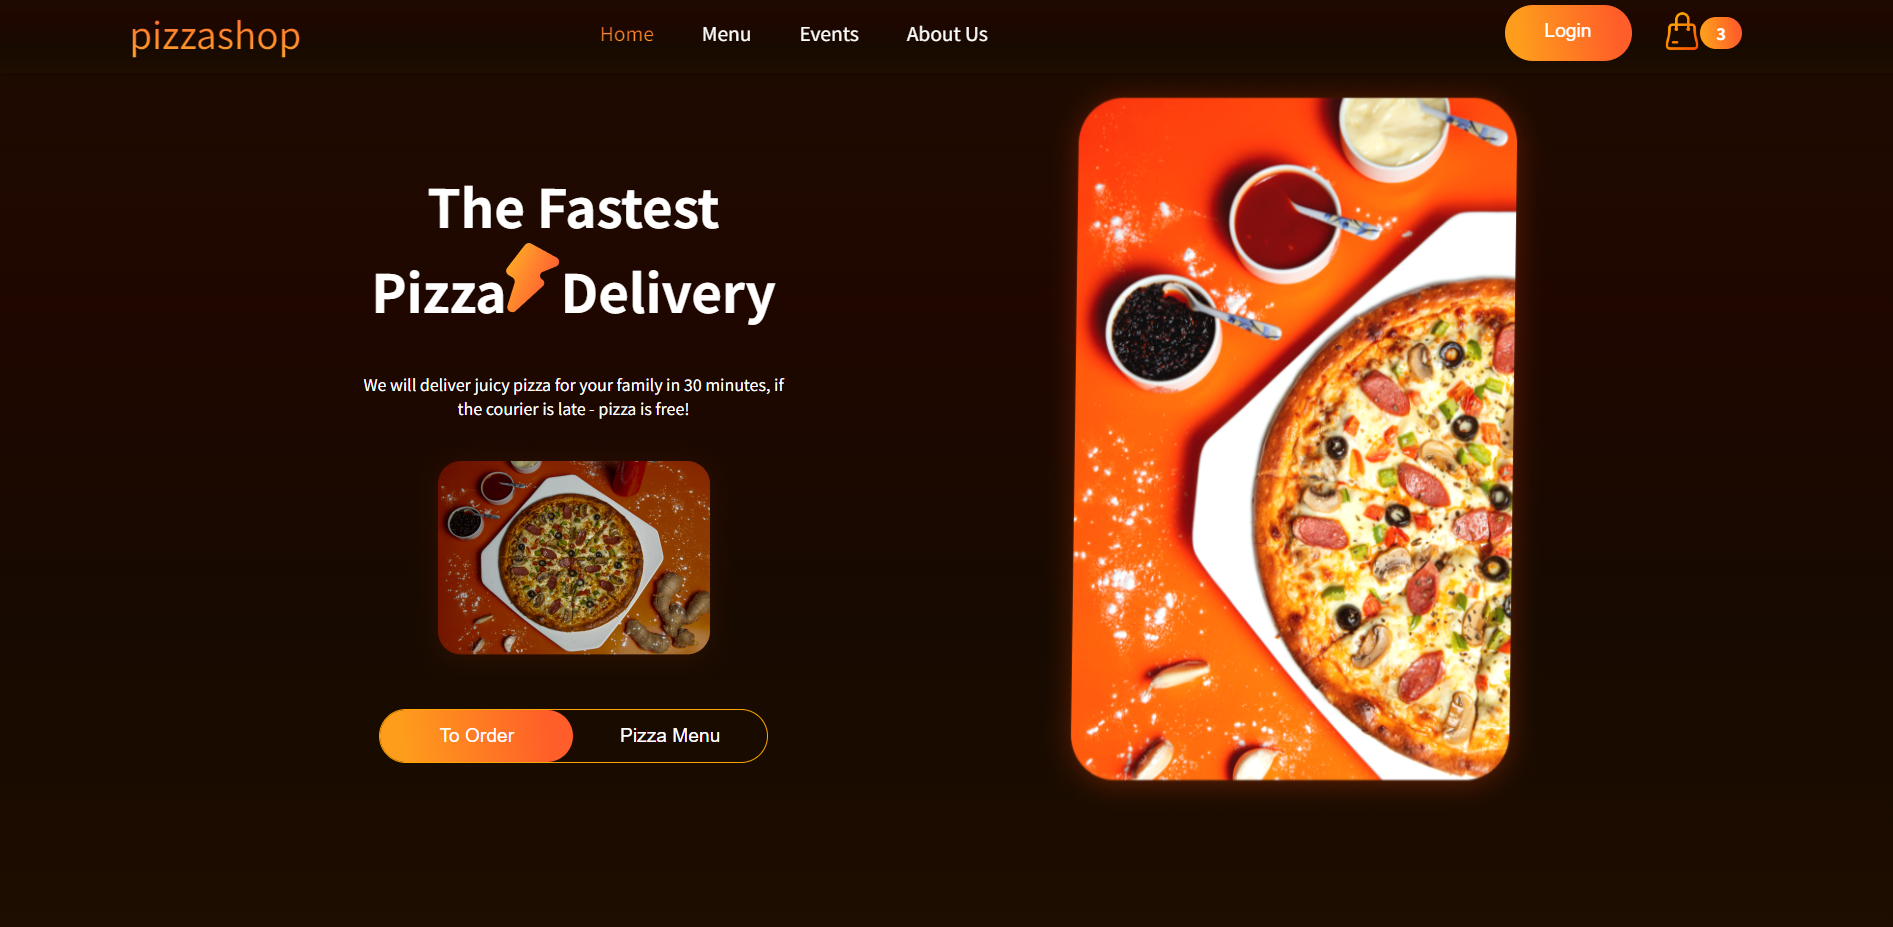 pizzashop
Home
Menu
Events
About Us
Login
3
The Fastest
Pizza Delivery
We will deliver juicy pizza for your family in 30 minutes, if
the courier is late - pizza is free!
To Order
Pizza Menu